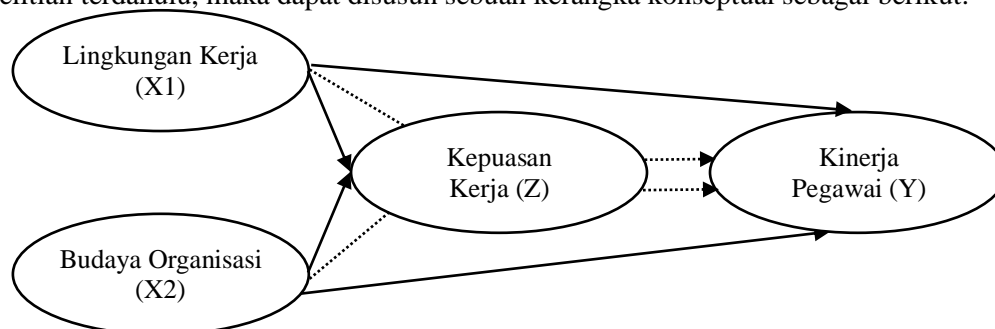 terdahulu, maka dapat disusun sebuah kerangka konseptual sebagai berikut:
Lingkungan Kerja
(X1)
Kepuasan
Kerja (Z)
Kinerja
Pegawai (Y)
Budaya Organisasi
(X2)